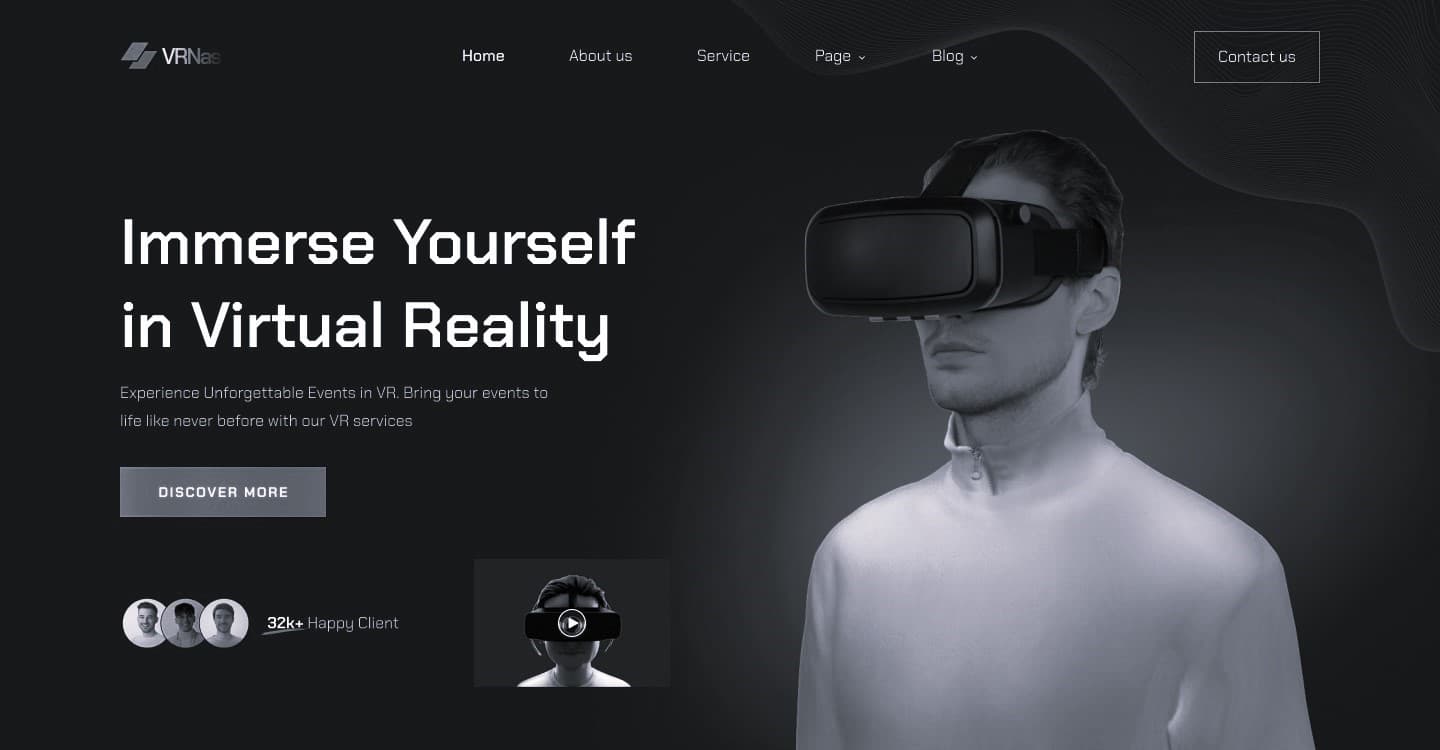 VRNas
Home
About us
Service
Page
Blog
Contact us
Immerse Yourself
in Virtual Reality
Experience Unforgettable Events in VR. Bring your events to
life like never before with our VR services
DISCOVER MORE
32k+ Happy Client